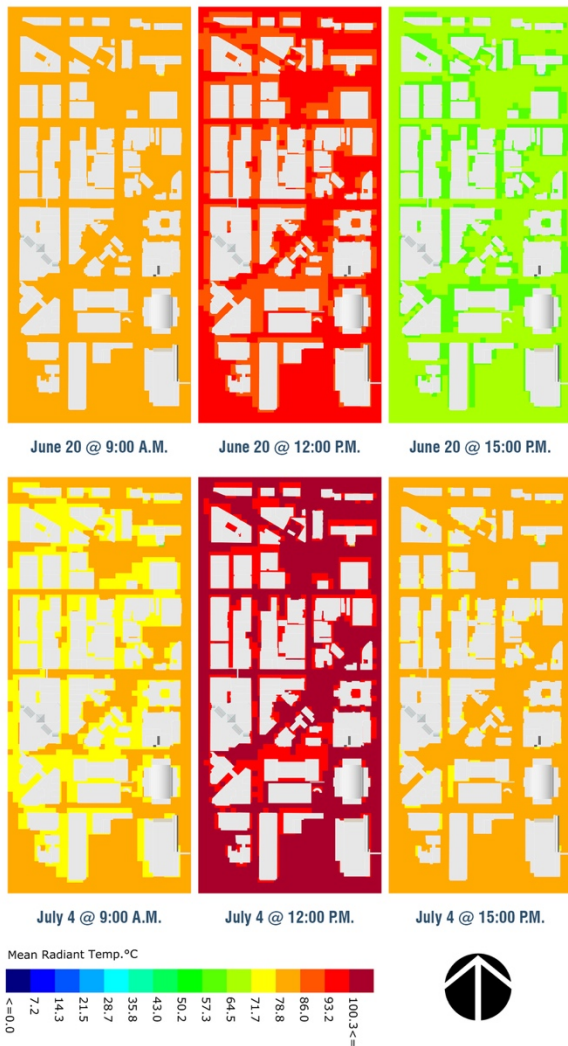 June 20 @ 9:00 A.M.
June 20 @ 12:00 P.M.
June 20 @ 15:00 P.M.
July 4 @ 9:00 A.M.
July 4 @ 12:00 P.M.
July 4 @ 15:00 P.M.
Mean Radiant Temp.°C
<=0.0
7.2
14.3
21.5
28.7
35.8
43.0
50.2
57.3
64.5
71.7
78.8
86.0
93.2
100.3<=